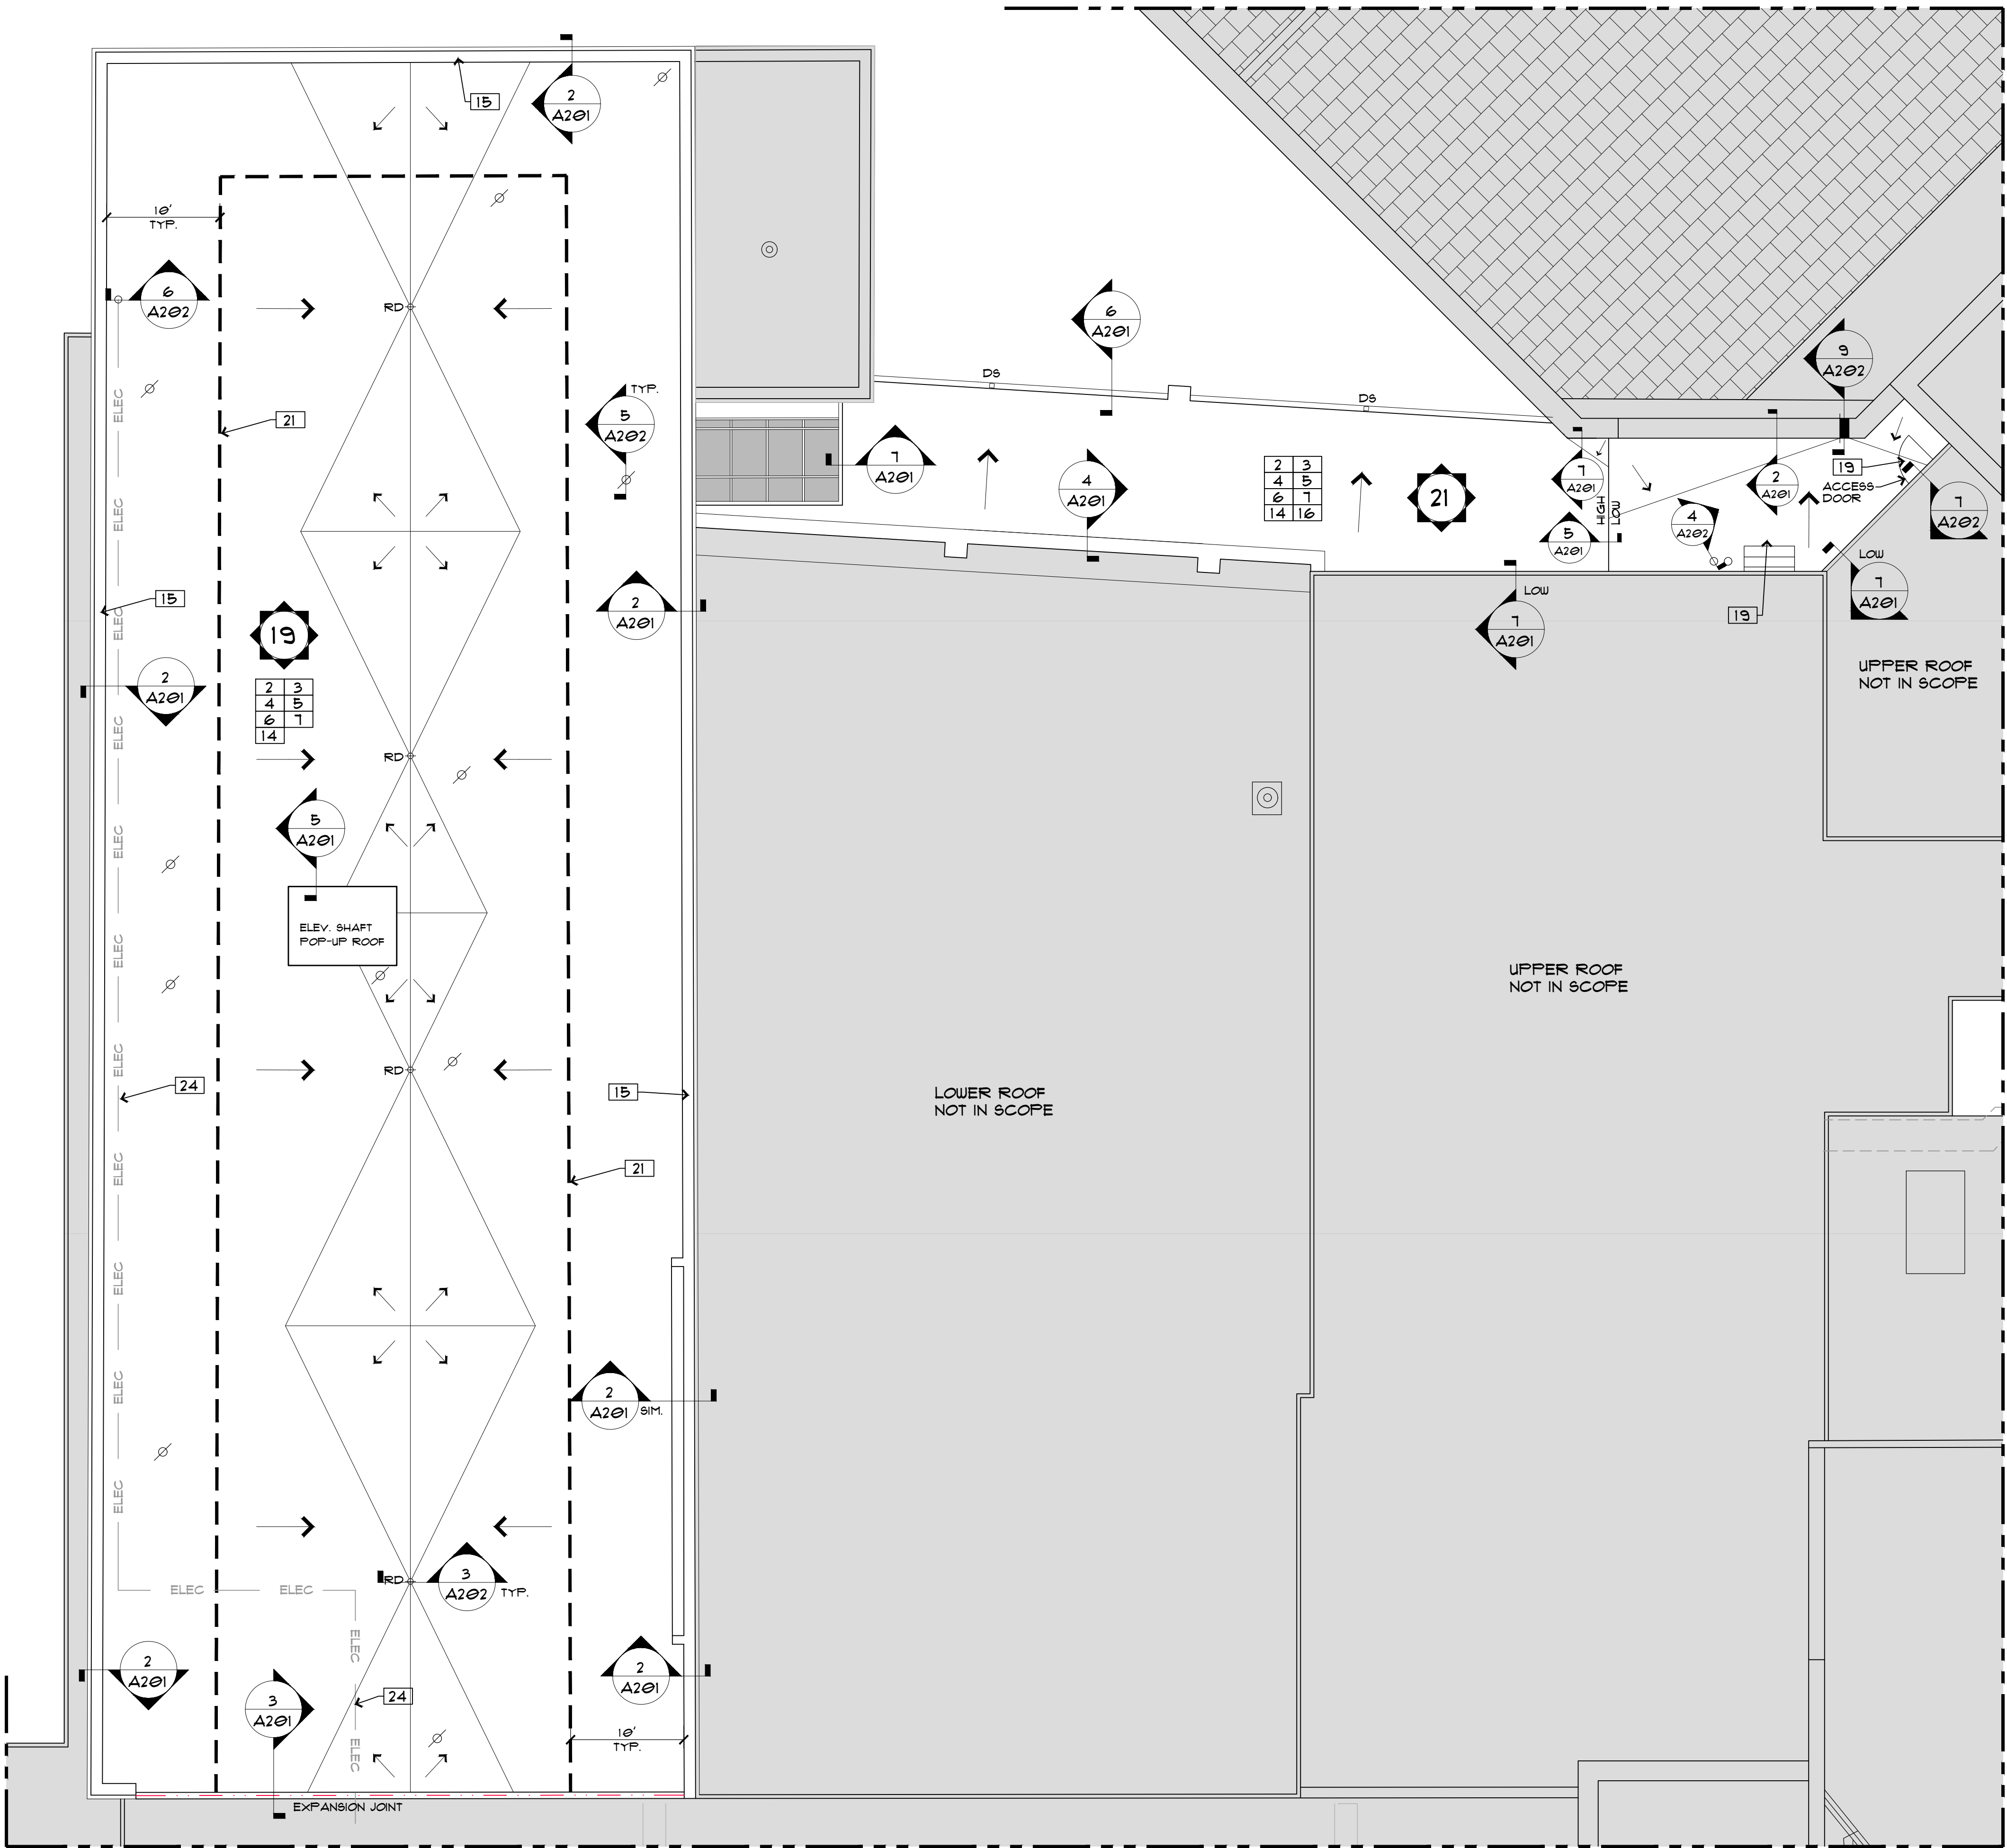 15
2
A201
10'
TYP.
6
A202
21
TYP.
5
A202
RD
DS
DS
6
A201
9
A202
7
A201
4
A201
2 3
4 5
6 7
14 16
21
7
A201
HIGH
LOW
5
A201
2
A201
4
A202
19
ACCESS
DOOR
7
A202
LOW
7
A201
19
LOW
7
A201
UPPER ROOF
NOT IN SCOPE
15
19
2
A201
2
A201
2 3
4 5
6 7
14
RD
5
A201
ELEV. SHAFT
POP-UP ROOF
UPPER ROOF
NOT IN SCOPE
LOWER ROOF
NOT IN SCOPE
RD
24
15
21
2
A201
SIM.
ELEC
ELEC
ELEC
ELEC
ELEC
ELEC
ELEC
ELEC
ELEC
ELEC
ELEC
ELEC
ELEC
ELEC
RD
3
A202
TYP.
ELEC
ELEC
2
A201
2
A201
3
A201
24
10'
TYP.
EXPANSION JOINT